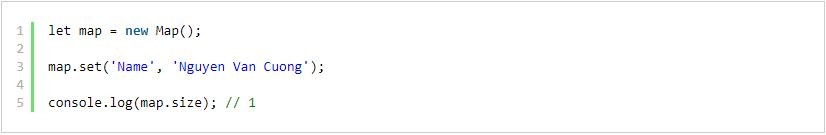 1 let map = new Map();
2
3 map.set('Name', 'Nguyen Van Cuong');
4
5 console.log(map.size); // 1